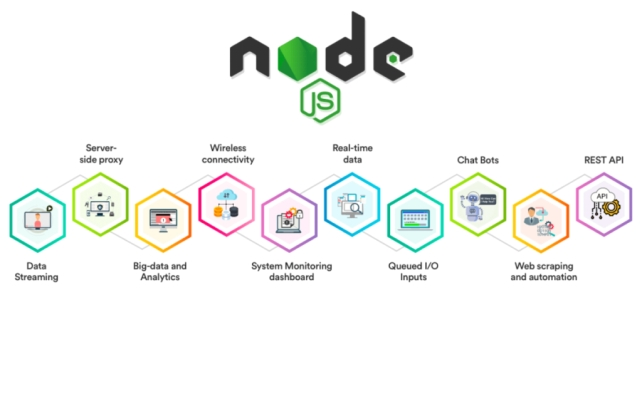 node
JS
Server-
side proxy
Wireless
connectivity
Real-time
data
Chat Bots
REST API
API
Data
Streaming
Big-data and
Analytics
System Monitoring
dashboard
Queued I/O
Inputs
Web scraping
and automation